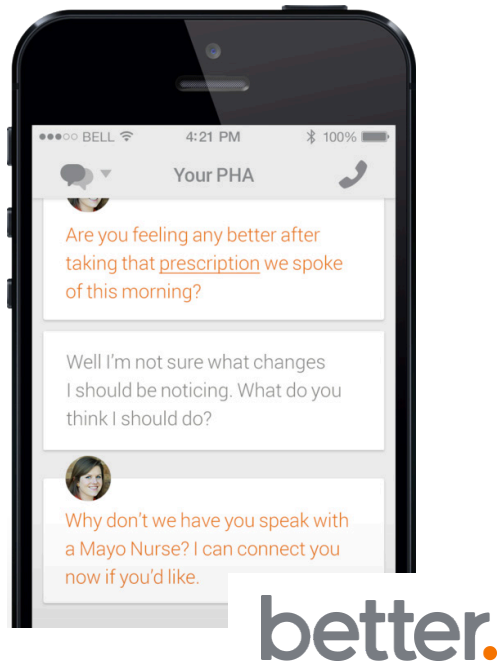 BELL 4:21 PM 100%
Your PHA
Are you feeling any better after
taking that prescription we spoke
of this morning?
Well I'm not sure what changes
I should be noticing. What do you
think I should do?
Why don't we have you speak with
a Mayo Nurse? I can connect you
now if you'd like.
better.